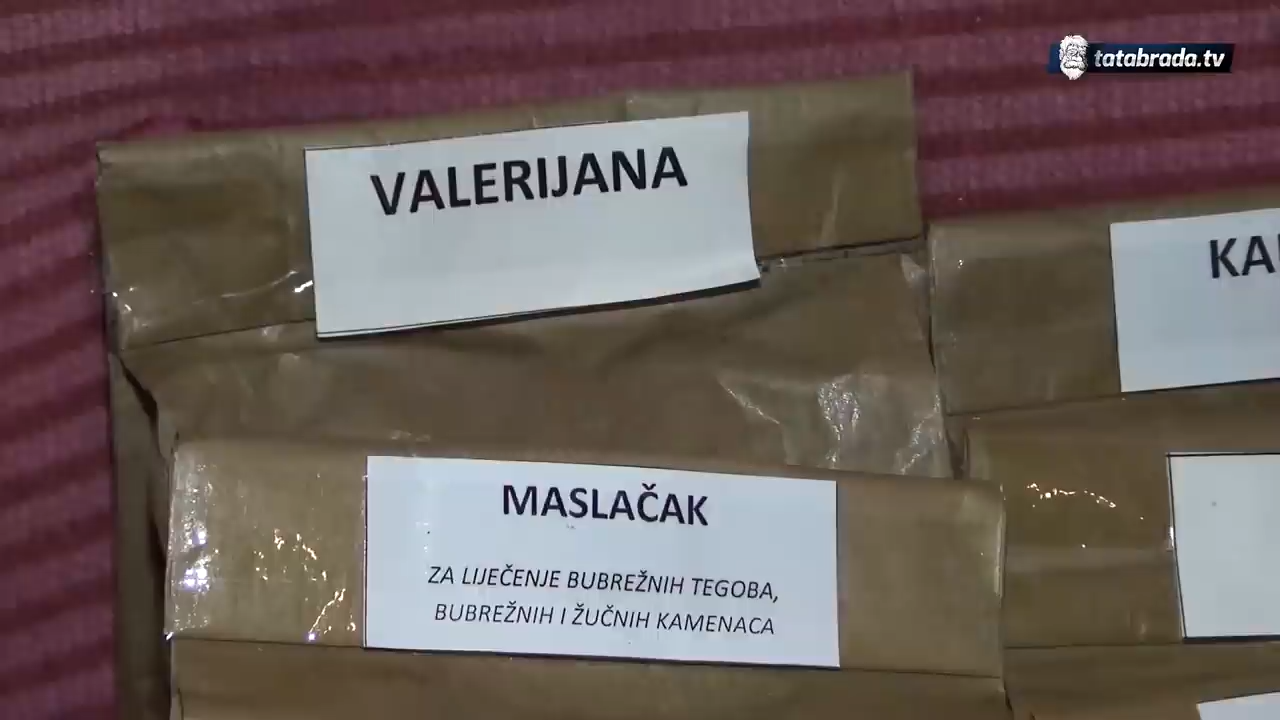 tatabrada.tv
VALERIJANA
MASLAČAK
ZA LIJEČENJE BUBREŽNIH TEGOBA,
BUBREŽNIH I ŽUČNIH KAMENACA